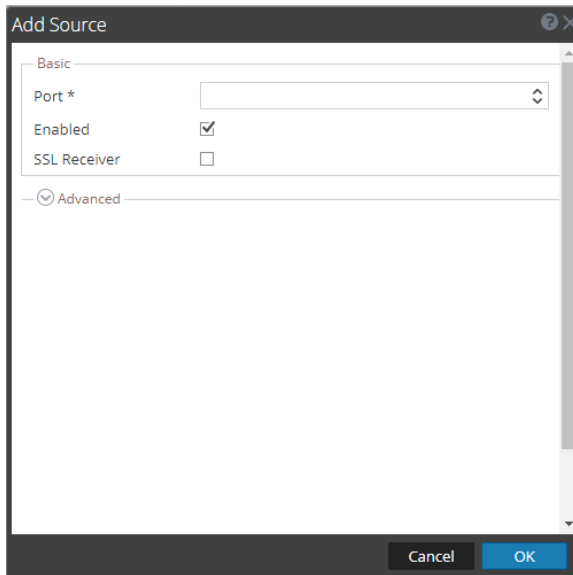 Add Source
Basic
Port *
Enabled
SSL Receiver
Advanced
Cancel OK